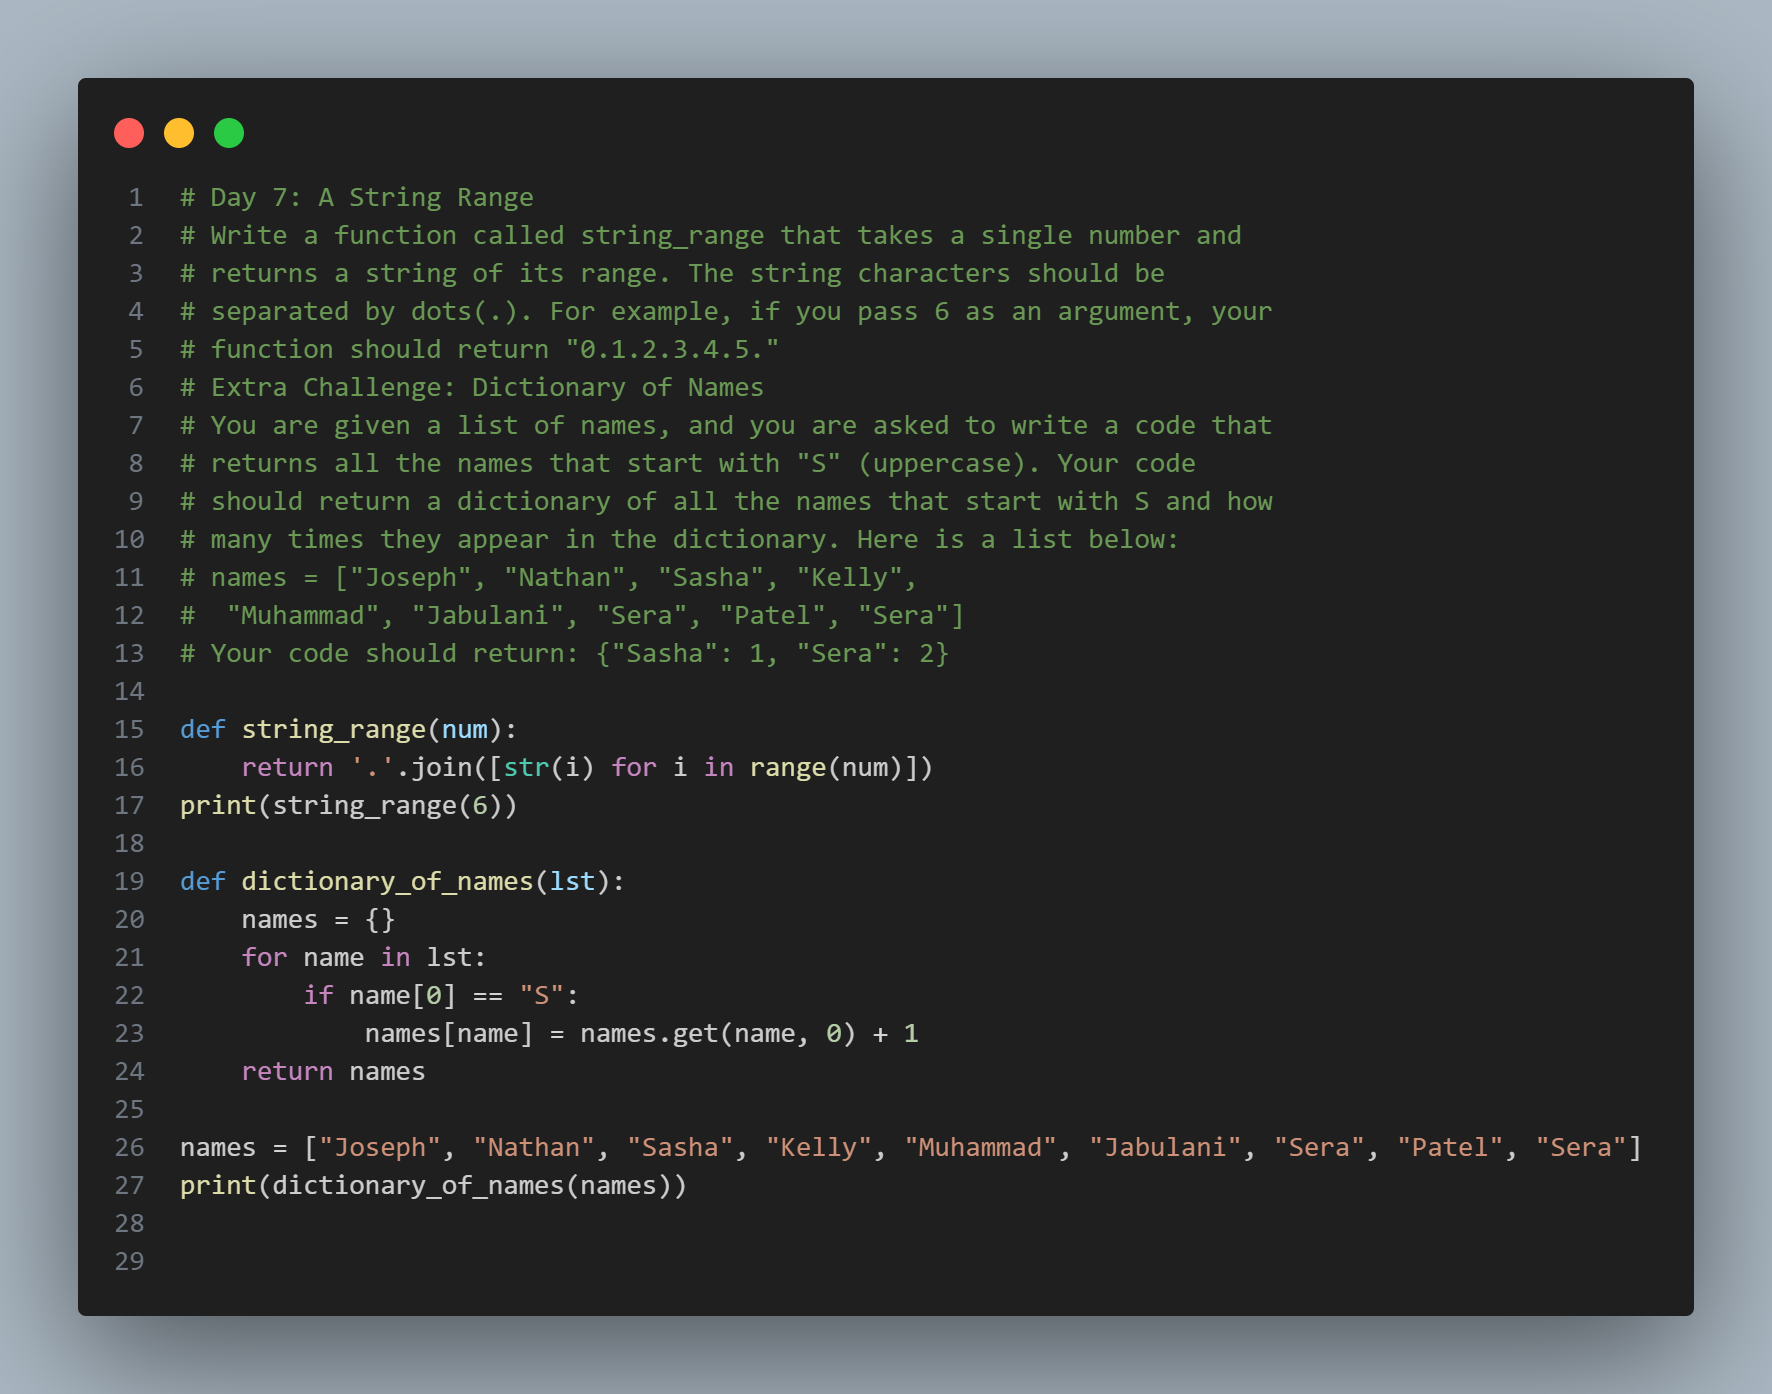 1 # Day 7: A String Range
2 # Write a function called string_range that takes a single number and
3 # returns a string of its range. The string characters should be
4 # separated by dots(.). For example, if you pass 6 as an argument, your
5 # function should return "0.1.2.3.4.5."
6 # Extra Challenge: Dictionary of Names
7 # You are given a list of names, and you are asked to write a code that
8 # returns all the names that start with "S" (uppercase). Your code
9 # should return a dictionary of all the names that start with S and how
10 # many times they appear in the dictionary. Here is a list below:
11 # names = ["Joseph", "Nathan", "Sasha", "Kelly",
12 #  "Muhammad", "Jabulani", "Sera", "Patel", "Sera"]
13 # Your code should return: {"Sasha": 1, "Sera": 2}
14
15 def string_range(num):
16     return '.'.join([str(i) for i in range(num)])
17 print(string_range(6))
18
19 def dictionary_of_names(lst):
20     names = {}
21     for name in lst:
22         if name[0] == "S":
23             names[name] = names.get(name, 0) + 1
24     return names
25
26 names = ["Joseph", "Nathan", "Sasha", "Kelly", "Muhammad", "Jabulani", "Sera", "Patel", "Sera"]
27 print(dictionary_of_names(names))
28
29